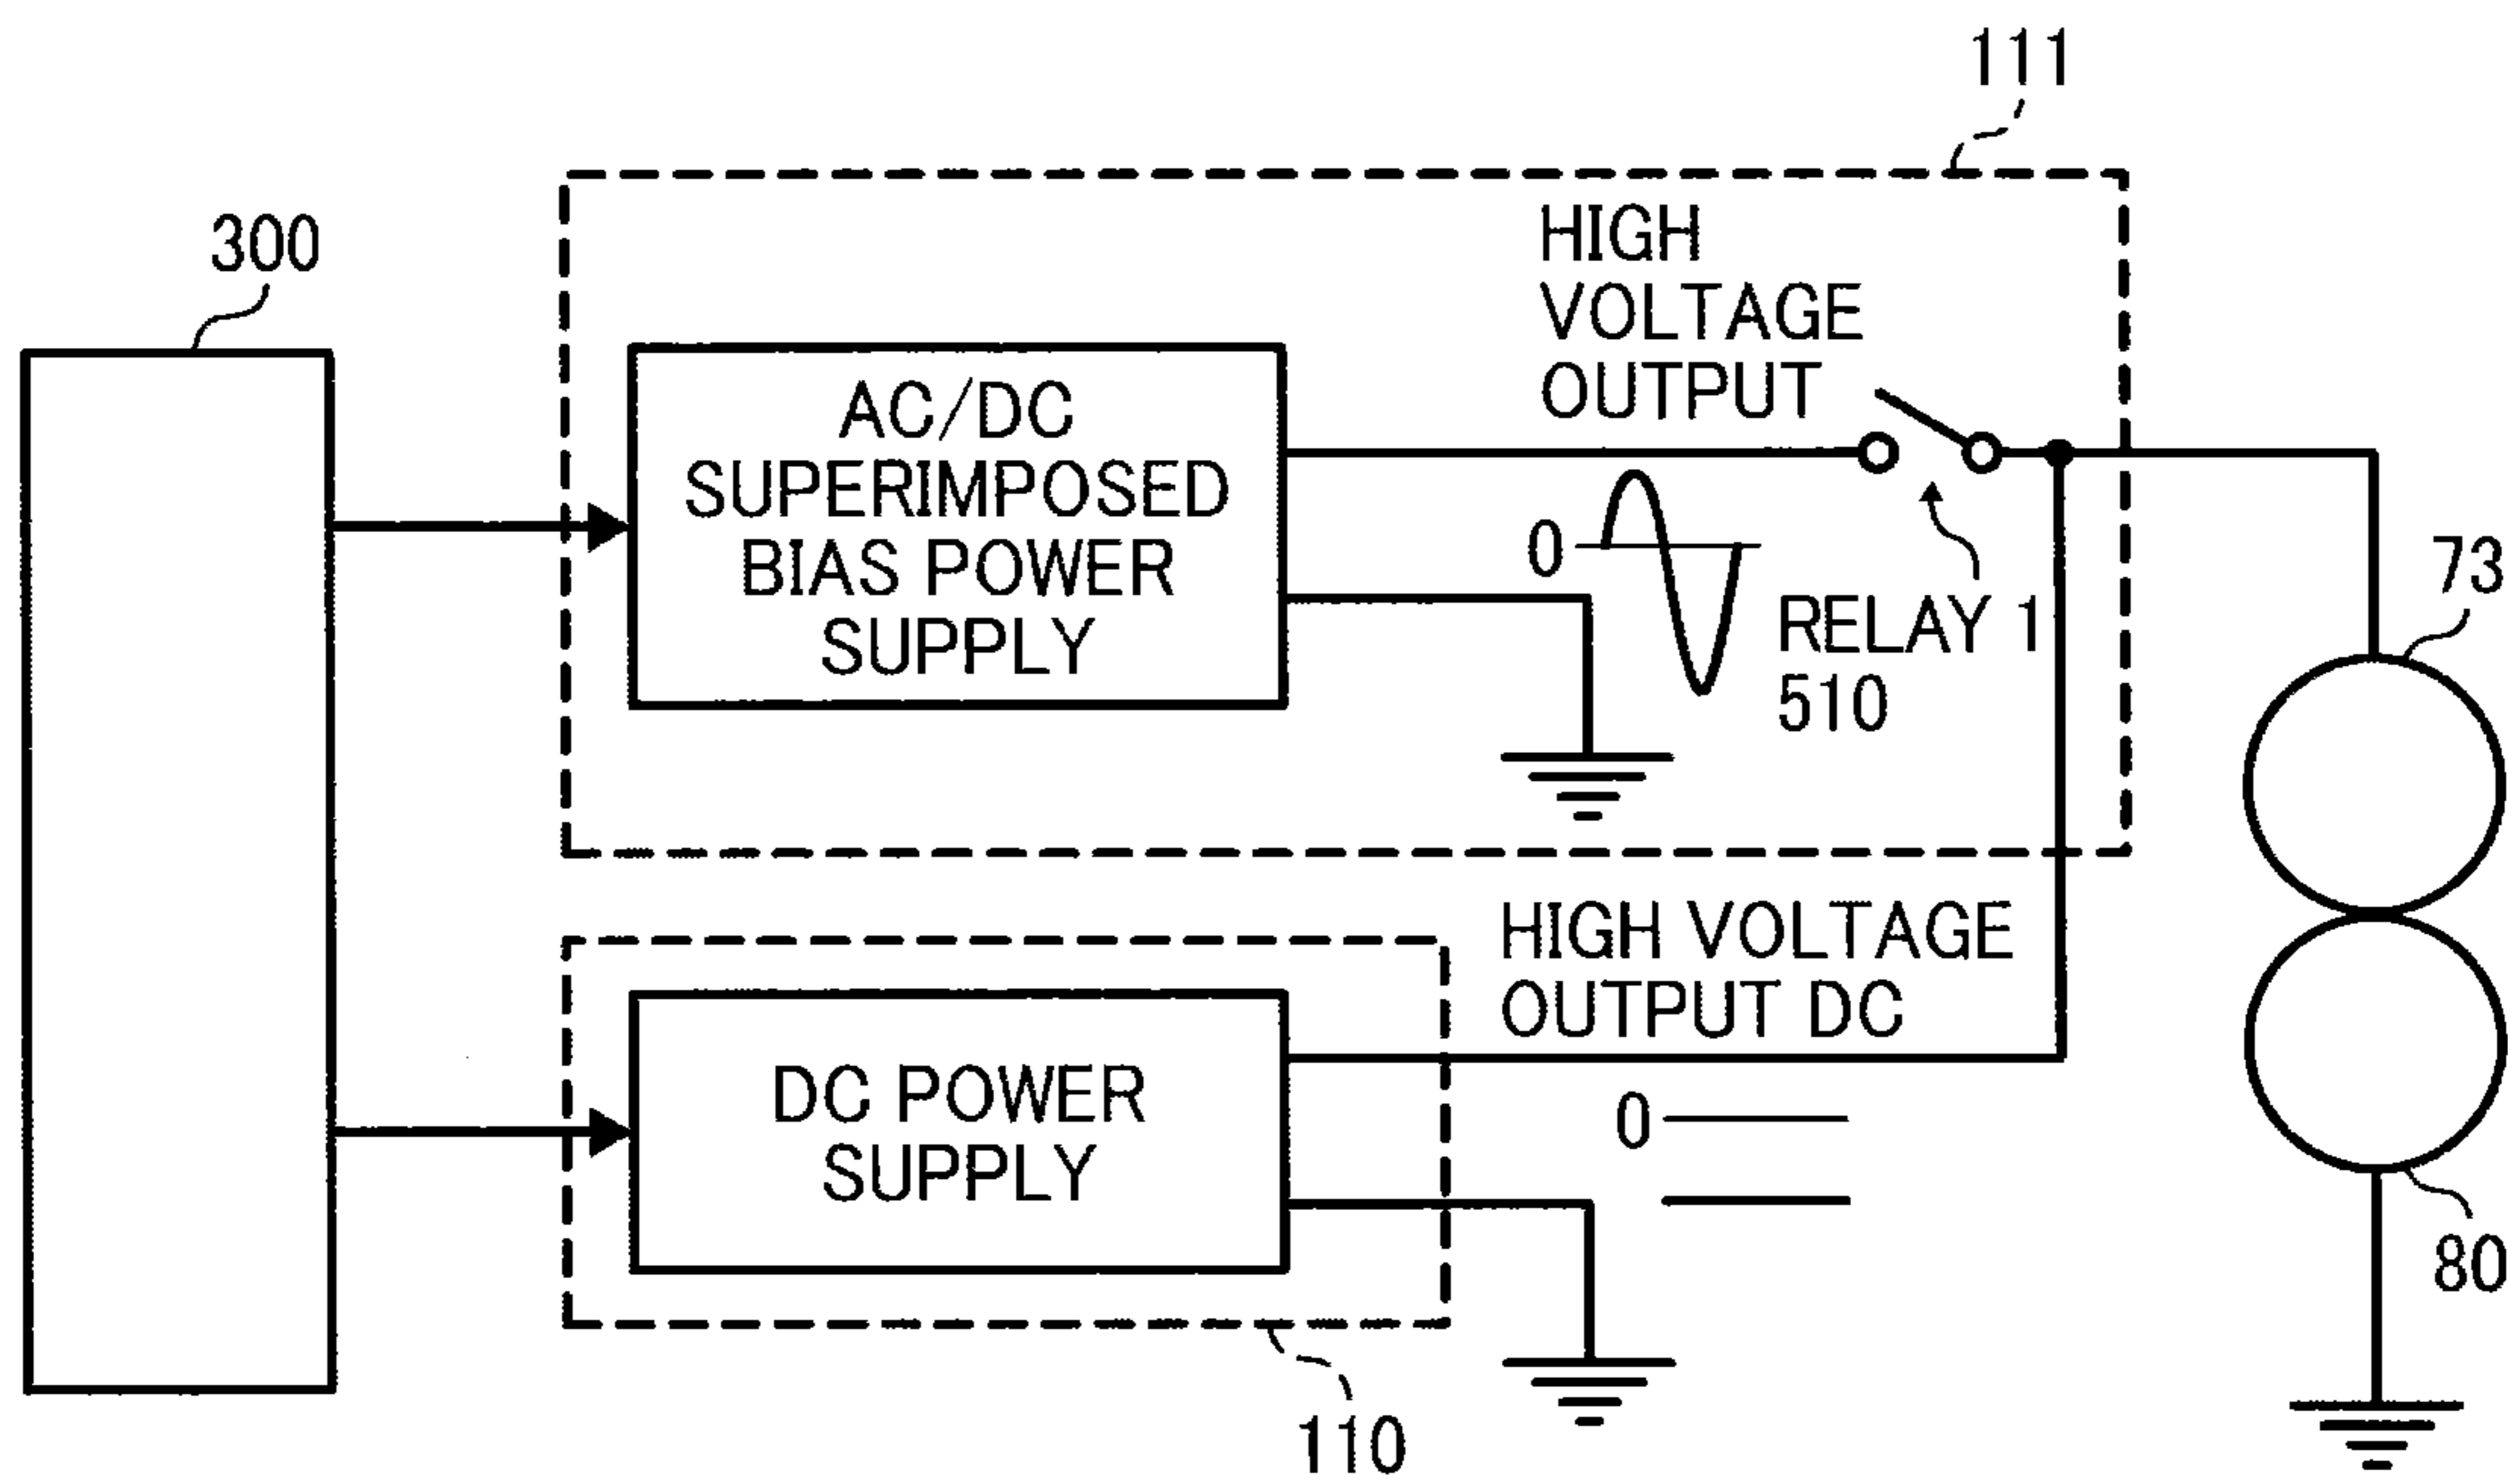 111
300
HIGH
VOLTAGE
OUTPUT
AC/DC
SUPERIMPOSED
BIAS POWER
SUPPLY
0
RELAY 1
510
73
HIGH VOLTAGE
OUTPUT DC
DC POWER
SUPPLY
0
80
110